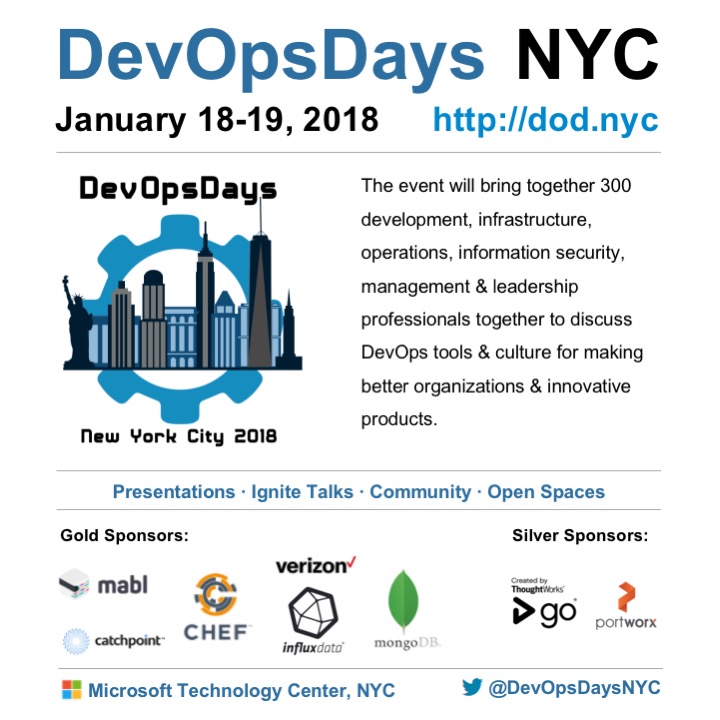 DevOpsDays NYC
January 18-19, 2018 http://dod.nyc
DevOpsDays
New York City 2018
The event will bring together 300
development, infrastructure,
operations, information security,
management & leadership
professionals together to discuss
DevOps tools & culture for making
better organizations & innovative
products.
Presentations · Ignite Talks · Community · Open Spaces
Gold Sponsors:
mabl
catchpoint
CHEF
verizon
influxdata
mongoDB
Silver Sponsors:
Created by
ThoughtWorks
go
portworx
Microsoft Technology Center, NYC
@DevOpsDaysNYC